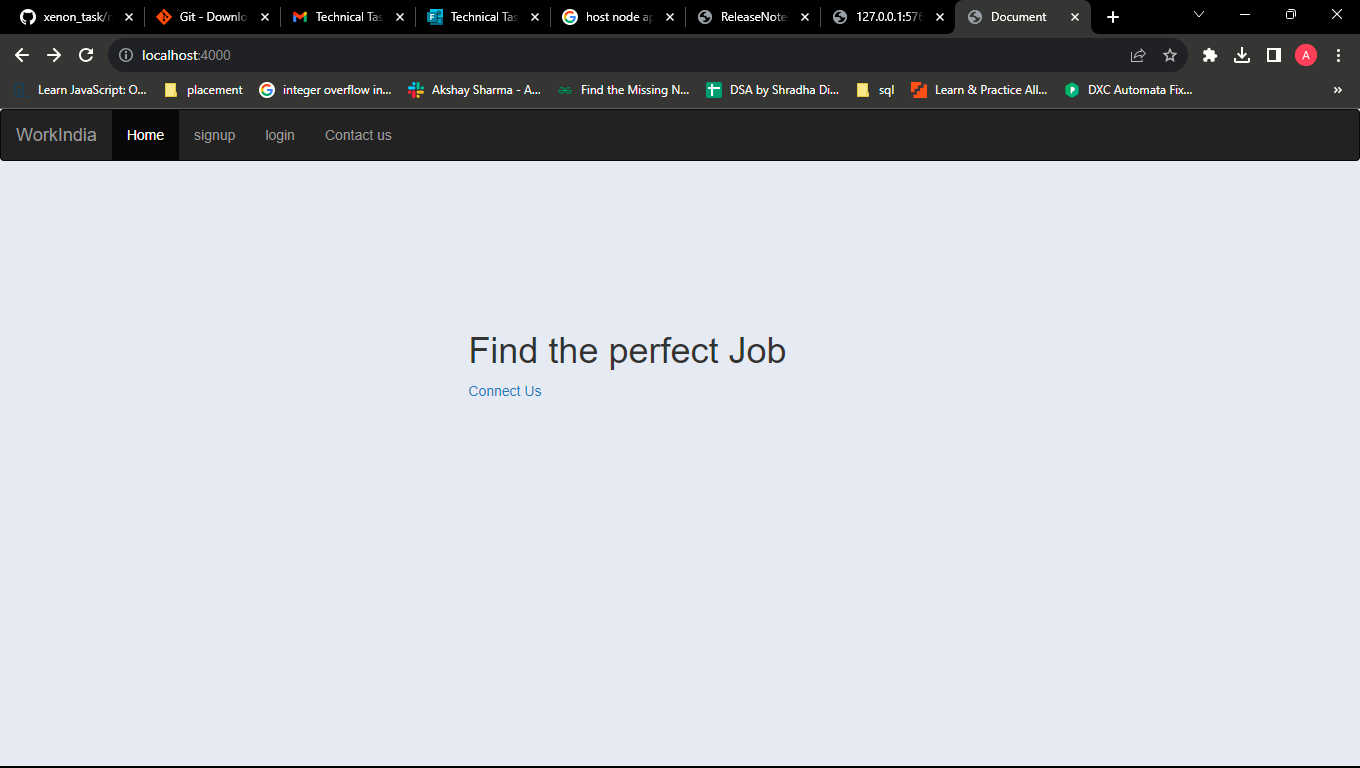 xenon_task/r Git - Downlo Technical Tas Technical Tas host node ap ReleaseNote 127.0.0.1:576 Document
localhost:4000 A
Learn JavaScript: O... placement integer overflow in... Akshay Sharma - A... Find the Missing N... DSA by Shradha Di... sql Learn & Practice All... DXC Automata Fix... »
WorkIndia Home signup login Contact us
Find the perfect Job
Connect Us